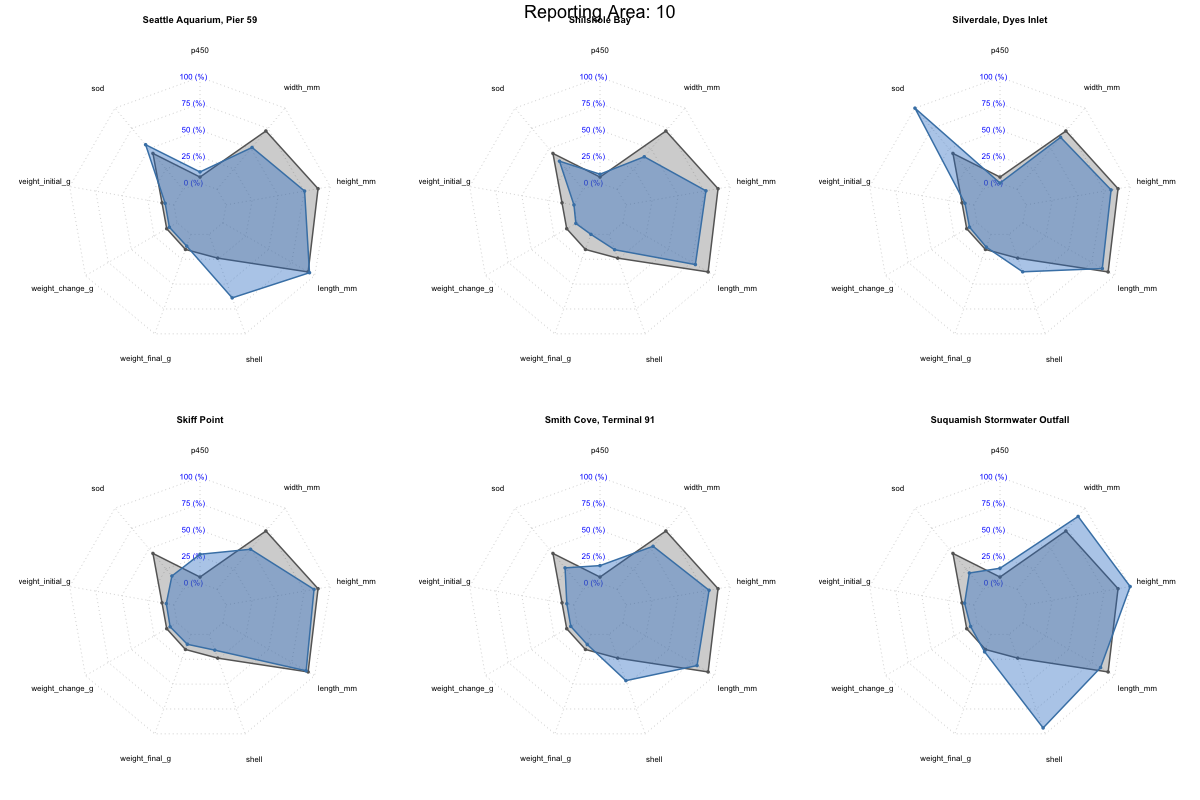 Reporting Area: 10
Seattle Aquarium, Pier 59
p450
100 (%)
sod
width_mm
75 (%)
50 (%)
25 (%)
weight_initial_g
0 (%)
height_mm
weight_change_g
length_mm
weight_final_g
shell
Shilshole Bay
p450
100 (%)
sod
width_mm
75 (%)
50 (%)
25 (%)
weight_initial_g
0 (%)
height_mm
weight_change_g
length_mm
weight_final_g
shell
Silverdale, Dyes Inlet
p450
100 (%)
sod
width_mm
75 (%)
50 (%)
25 (%)
weight_initial_g
0 (%)
height_mm
weight_change_g
length_mm
weight_final_g
shell
Skiff Point
p450
100 (%)
sod
width_mm
75 (%)
50 (%)
25 (%)
weight_initial_g
0 (%)
height_mm
weight_change_g
length_mm
weight_final_g
shell
Smith Cove, Terminal 91
p450
100 (%)
sod
width_mm
75 (%)
50 (%)
25 (%)
weight_initial_g
0 (%)
height_mm
weight_change_g
length_mm
weight_final_g
shell
Suquamish Stormwater Outfall
p450
100 (%)
sod
width_mm
75 (%)
50 (%)
25 (%)
weight_initial_g
0 (%)
height_mm
weight_change_g
length_mm
weight_final_g
shell